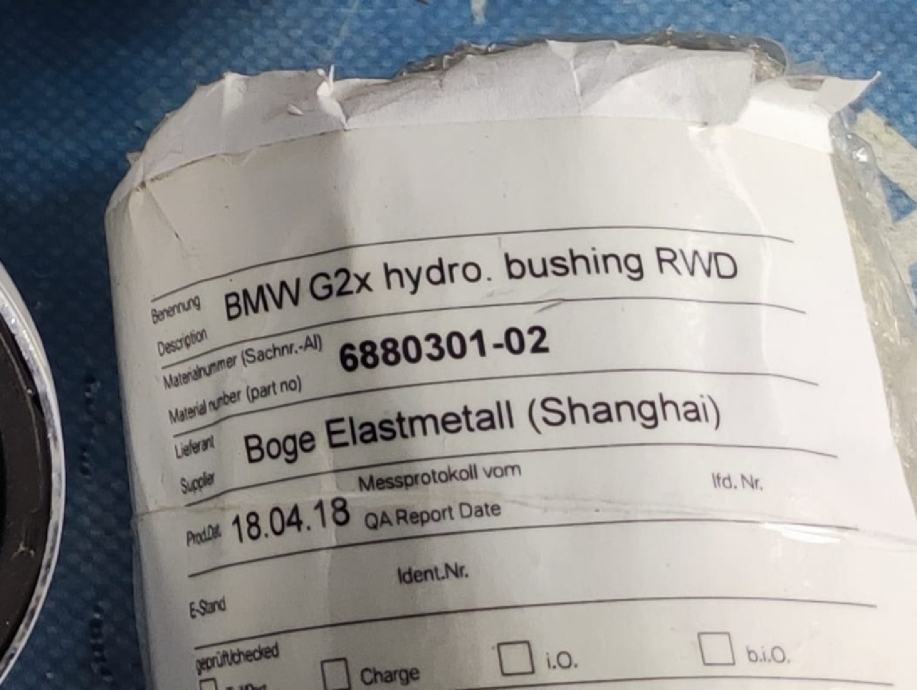 Benennung
Description BMW G2x hydro. bushing RWD
Materialnummer (Sachnr.-AI)
Material number (part no) 6880301-02
Lieferant
Supplier Boge Elastmetall (Shanghai)
Messprotokoll vom lfd. Nr.
Prod.Dat. 18.04.18 QA Report Date
Ident.Nr.
E-Stand
geprüft/checked
Charge i.O. b.i.O.